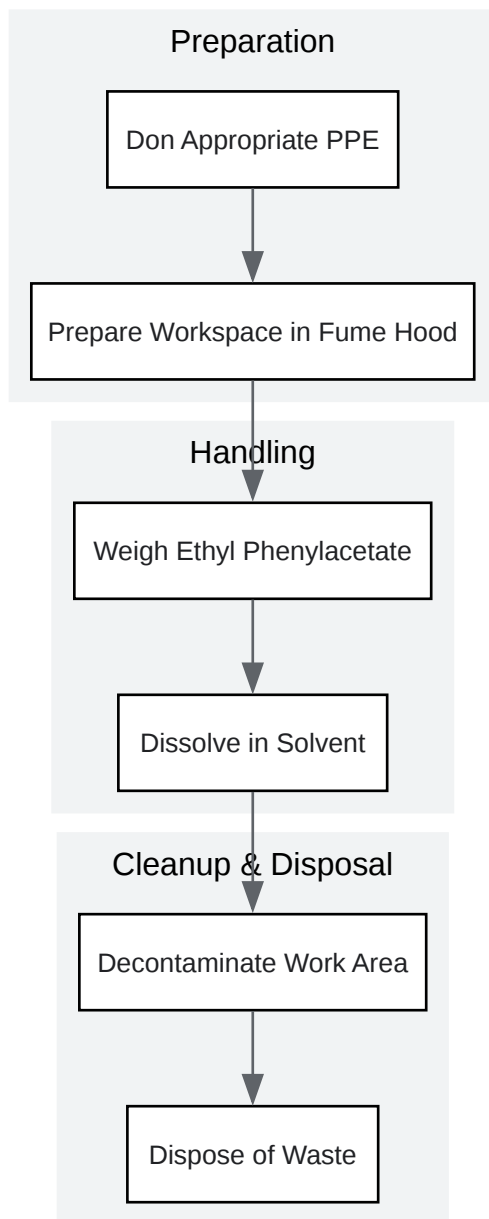 Preparation
Don Appropriate PPE
Prepare Workspace in Fume Hood
Handling
Weigh Ethyl Phenylacetate
Dissolve in Solvent
Cleanup & Disposal
Decontaminate Work Area
Dispose of Waste